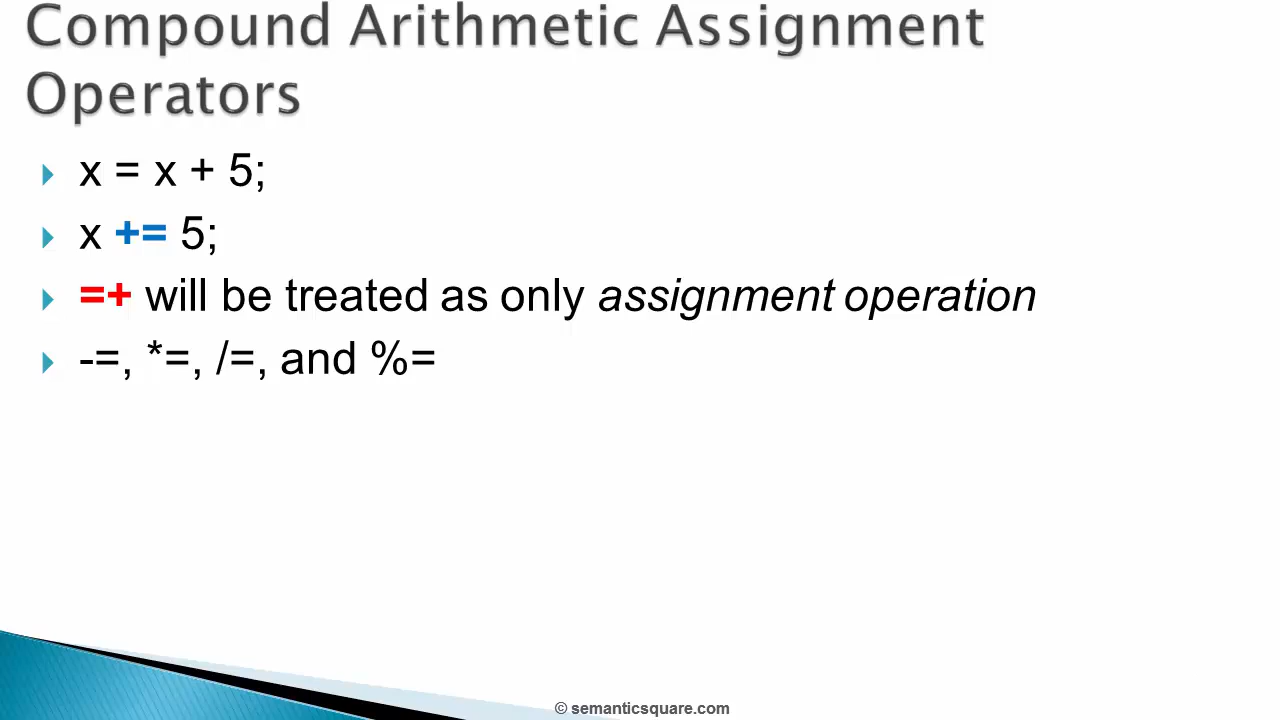 Compound Arithmetic Assignment
Operators
x = x + 5;
x += 5;
=+ will be treated as only assignment operation
-=, *=, /=, and %=
© semanticsquare.com